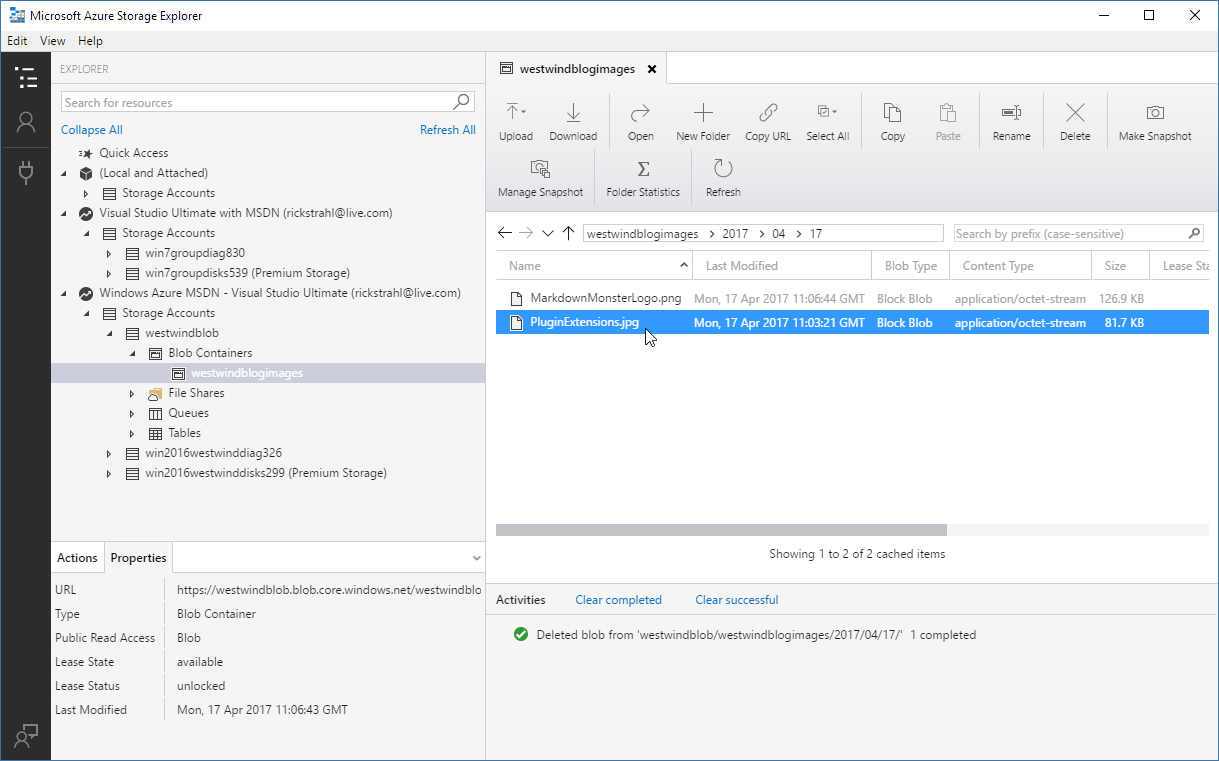 Microsoft Azure Storage Explorer
Edit View Help
EXPLORER
Search for resources
Collapse All Refresh All
Quick Access
(Local and Attached)
Storage Accounts
Visual Studio Ultimate with MSDN (rickstrahl@live.com)
Storage Accounts
win7groupdiag830
win7groupdisks539 (Premium Storage)
Windows Azure MSDN - Visual Studio Ultimate (rickstrahl@live.com)
Storage Accounts
westwindblob
Blob Containers
westwindblogimages
File Shares
Queues
Tables
win2016westwinddiag326
win2016westwinddisks299 (Premium Storage)
Actions Properties
URL https://westwindblob.blob.core.windows.net/westwindblo
Type Blob Container
Public Read Access Blob
Lease State available
Lease Status unlocked
Last Modified Mon, 17 Apr 2017 11:06:43 GMT
westwindblogimages
Upload Download Open New Folder Copy URL Select All Copy Paste Rename Delete Make Snapshot
Manage Snapshot Folder Statistics Refresh
westwindblogimages 2017 04 17 Search by prefix (case-sensitive)
Name Last Modified Blob Type Content Type Size Lease Sta
MarkdownMonsterLogo.png Mon, 17 Apr 2017 11:06:44 GMT Block Blob application/octet-stream 126.9 KB
PluginExtensions.jpg Mon, 17 Apr 2017 11:03:21 GMT Block Blob application/octet-stream 81.7 KB
Showing 1 to 2 of 2 cached items
Activities Clear completed Clear successful
Deleted blob from 'westwindblob/westwindblogimages/2017/04/17/' 1 completed